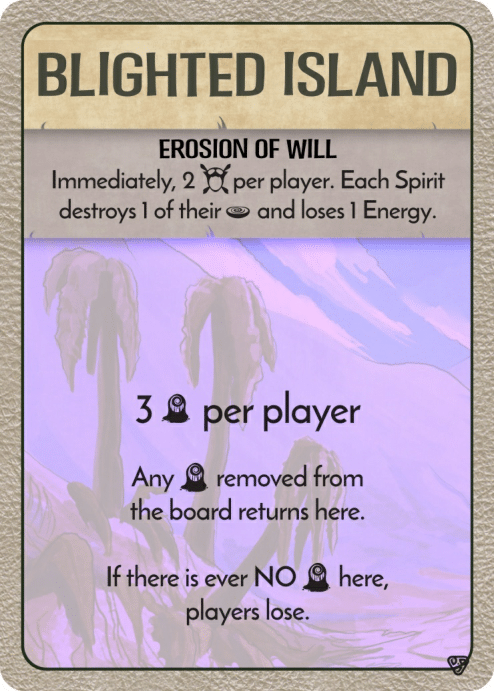 BLIGHTED ISLAND
EROSION OF WILL
Immediately, 2 per player. Each Spirit
destroys 1 of their and loses 1 Energy.
3 per player
Any removed from
the board returns here.
If there is ever NO here,
players lose.